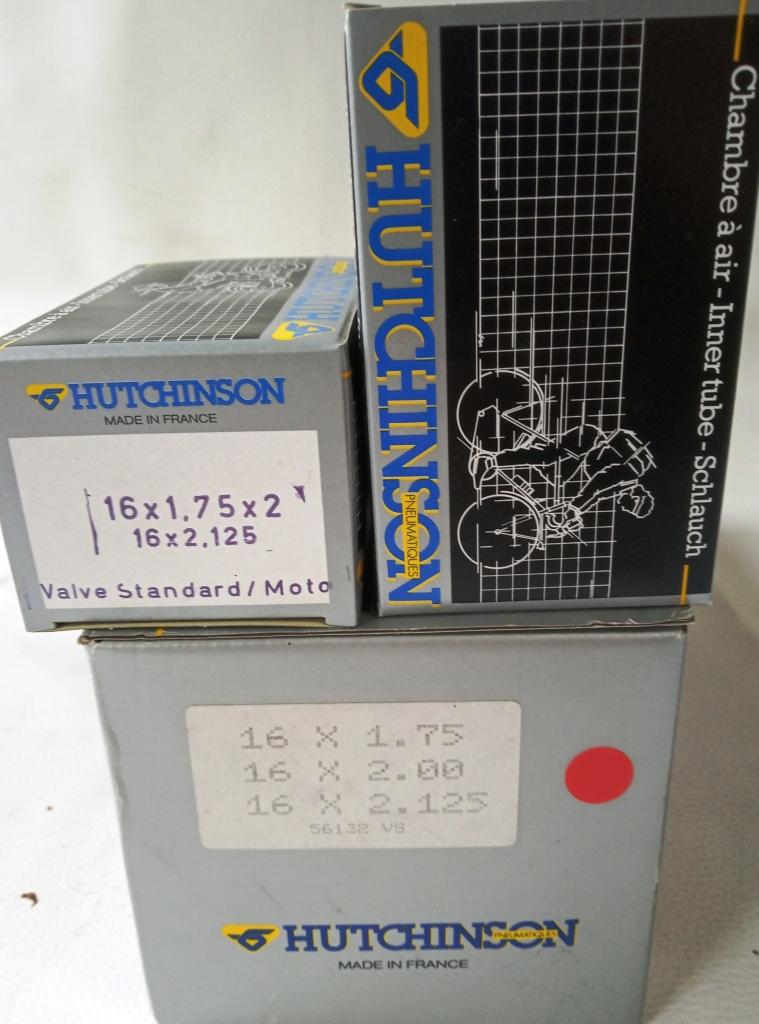 HUTCHINSON
PNEUMATIQUES
Chambre à air - Inner tube - Schlauch
HUTCHINSON
MADE IN FRANCE
16x1,75x2
16x2,125
Valve Standard/Moto
16 X 1.75
16 X 2.00
16 X 2.125
56132 VS
HUTCHINSON
PNEUMATIQUES
MADE IN FRANCE